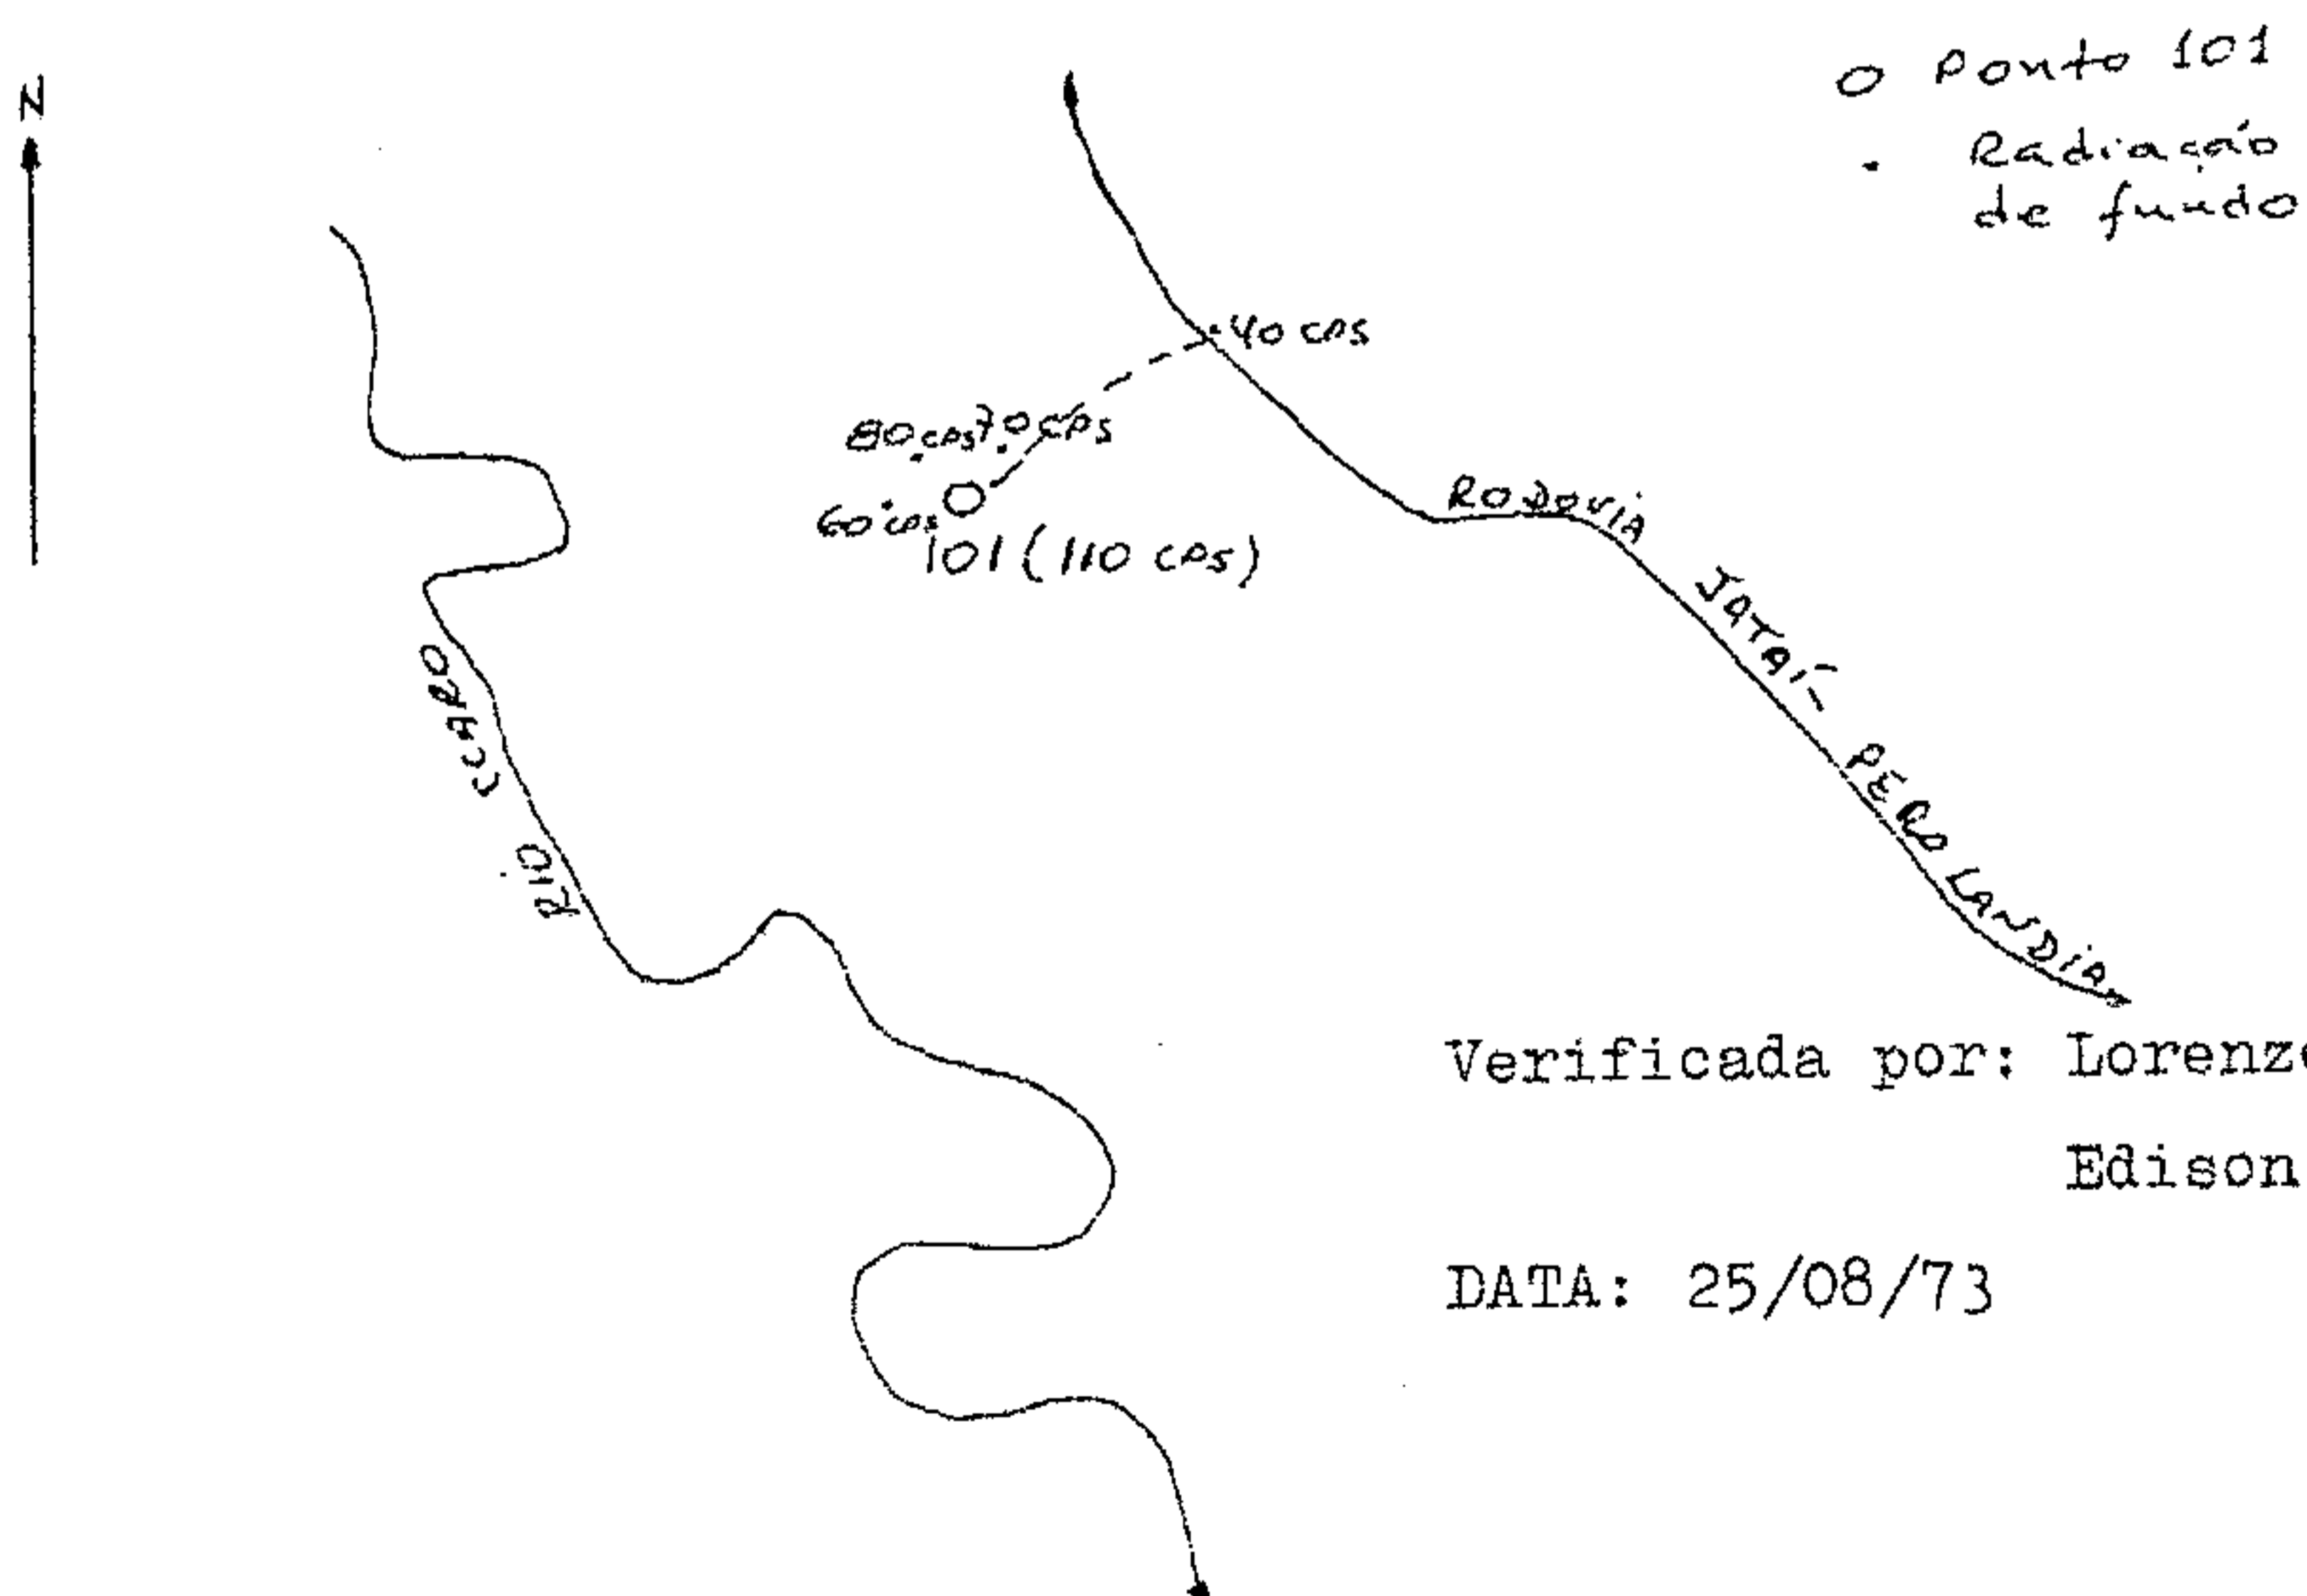 N
O Ponto 101
. Radiação
de fundo
.40 cps
80 cps 70 cps
60 cps
101 (110 cps)
RODOVIA JATAÍ - PEROLANDIA
RIO CLARO
Verificada por: Lorenzo
Edison
DATA: 25/08/73